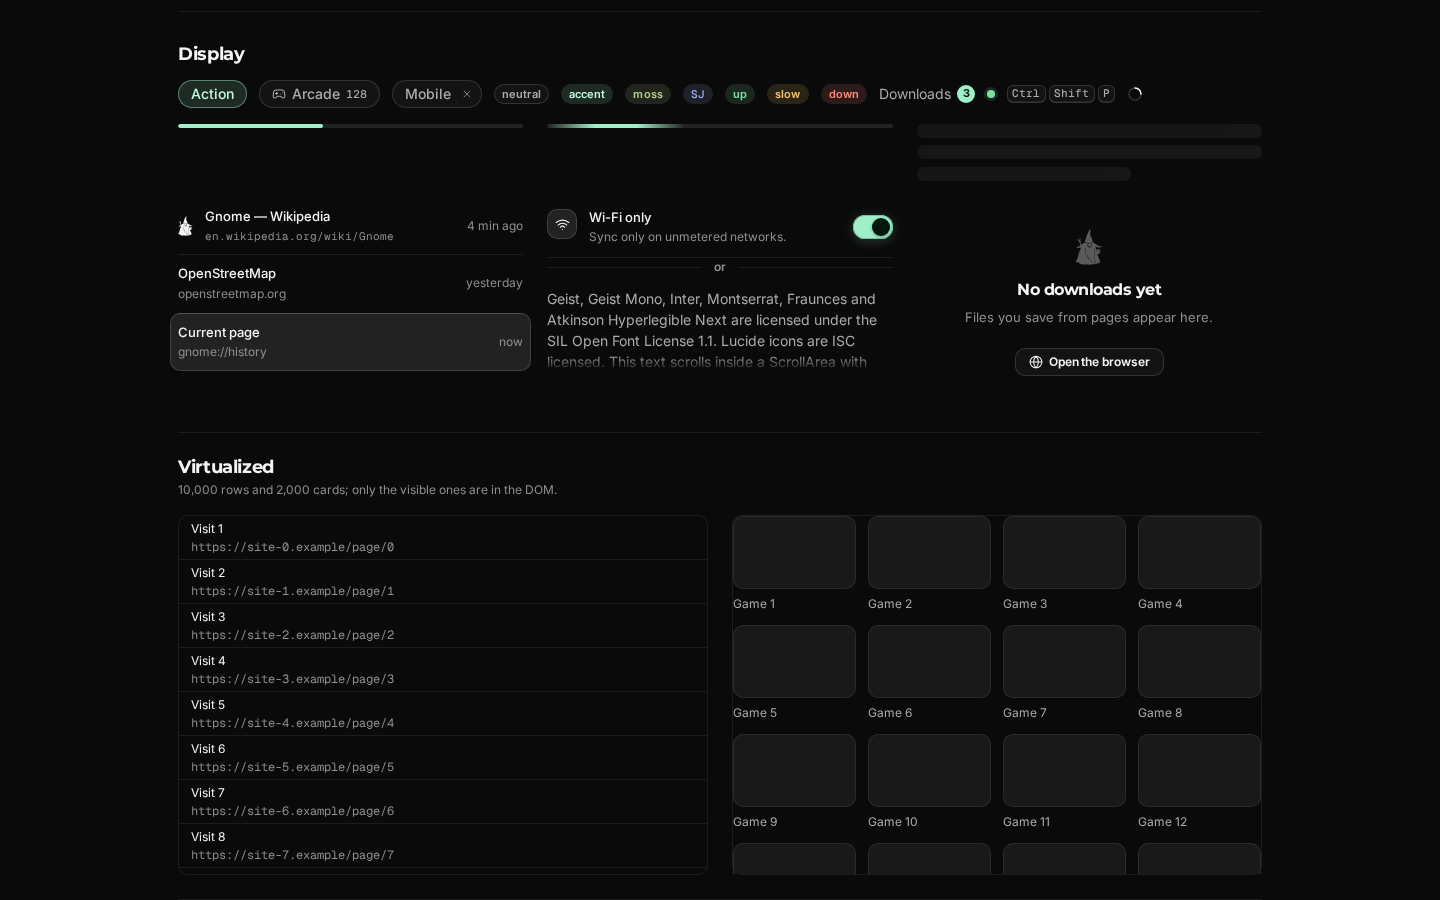 Display
Action
Arcade 128
Mobile
neutral
accent
moss
SJ
up
slow
down
Downloads 3
Ctrl Shift P
Gnome — Wikipedia
en.wikipedia.org/wiki/Gnome
4 min ago
OpenStreetMap
openstreetmap.org
yesterday
Current page
gnome://history
now
Wi-Fi only
Sync only on unmetered networks.
or
Geist, Geist Mono, Inter, Montserrat, Fraunces and
Atkinson Hyperlegible Next are licensed under the
SIL Open Font License 1.1. Lucide icons are ISC
licensed. This text scrolls inside a ScrollArea with
No downloads yet
Files you save from pages appear here.
Open the browser
Virtualized
10,000 rows and 2,000 cards; only the visible ones are in the DOM.
Visit 1
https://site-0.example/page/0
Visit 2
https://site-1.example/page/1
Visit 3
https://site-2.example/page/2
Visit 4
https://site-3.example/page/3
Visit 5
https://site-4.example/page/4
Visit 6
https://site-5.example/page/5
Visit 7
https://site-6.example/page/6
Visit 8
https://site-7.example/page/7
Game 1
Game 2
Game 3
Game 4
Game 5
Game 6
Game 7
Game 8
Game 9
Game 10
Game 11
Game 12